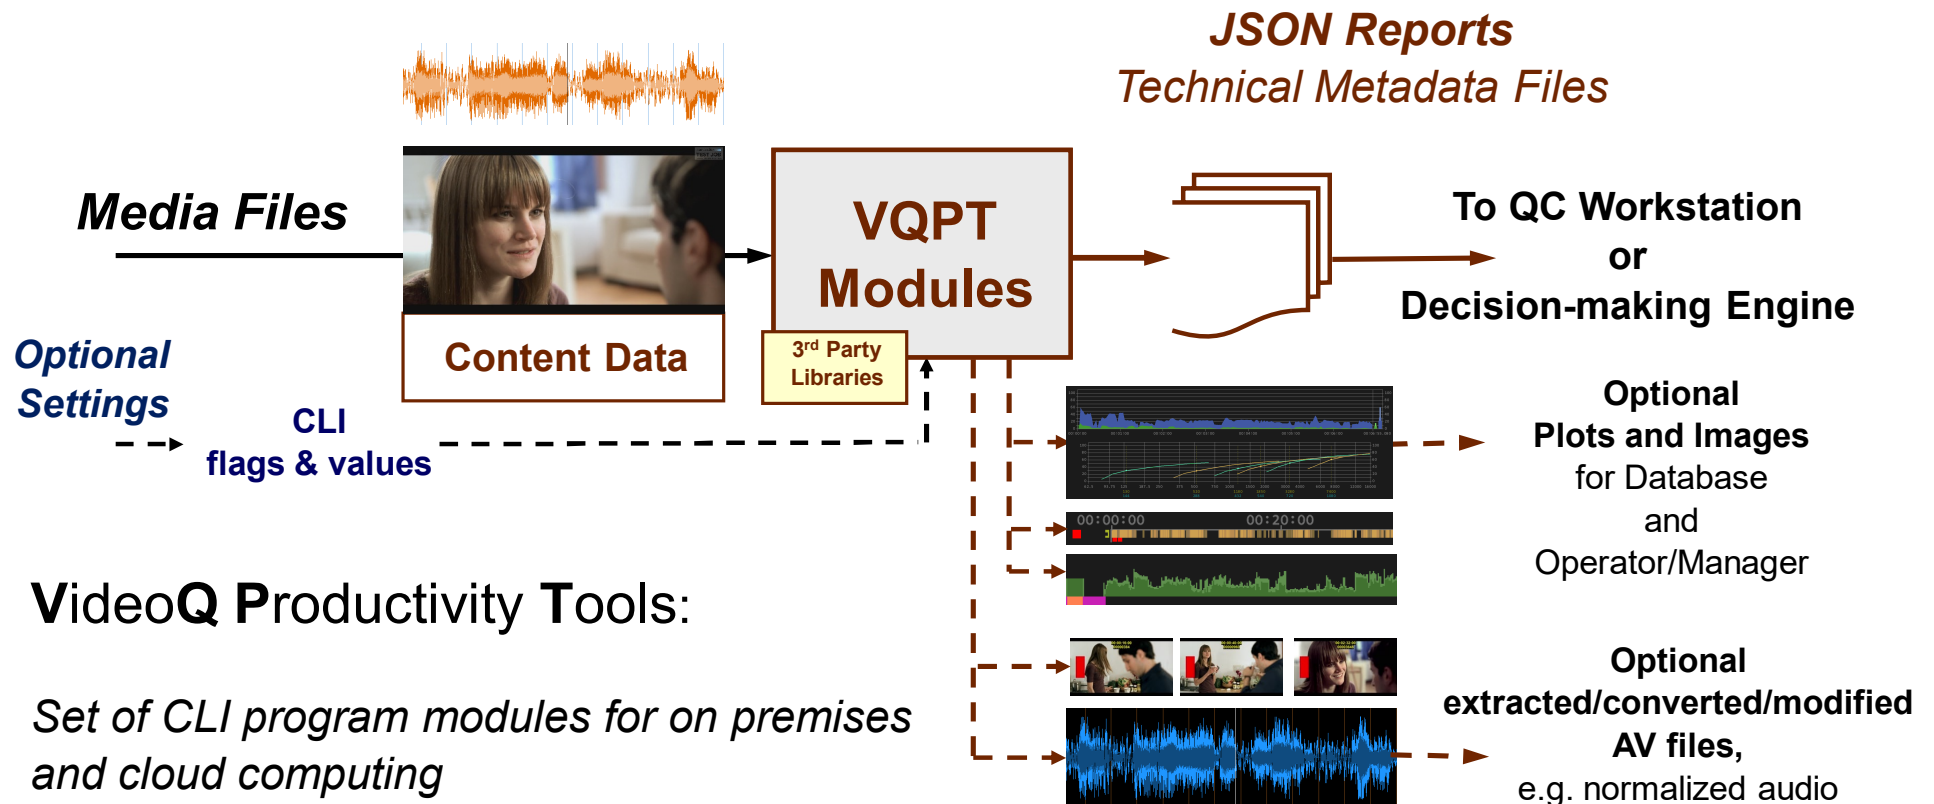 JSON Reports
Technical Metadata Files
Media Files
VQPT
Modules
To QC Workstation
or
Decision-making Engine
Content Data
3rd Party
Libraries
Optional
Settings
CLI
flags & values
Optional
Plots and Images
for Database
and
Operator/Manager
00:00:00
00:20:00
VideoQ Productivity Tools:
Set of CLI program modules for on premises
and cloud computing
Optional
extracted/converted/modified
AV files,
e.g. normalized audio